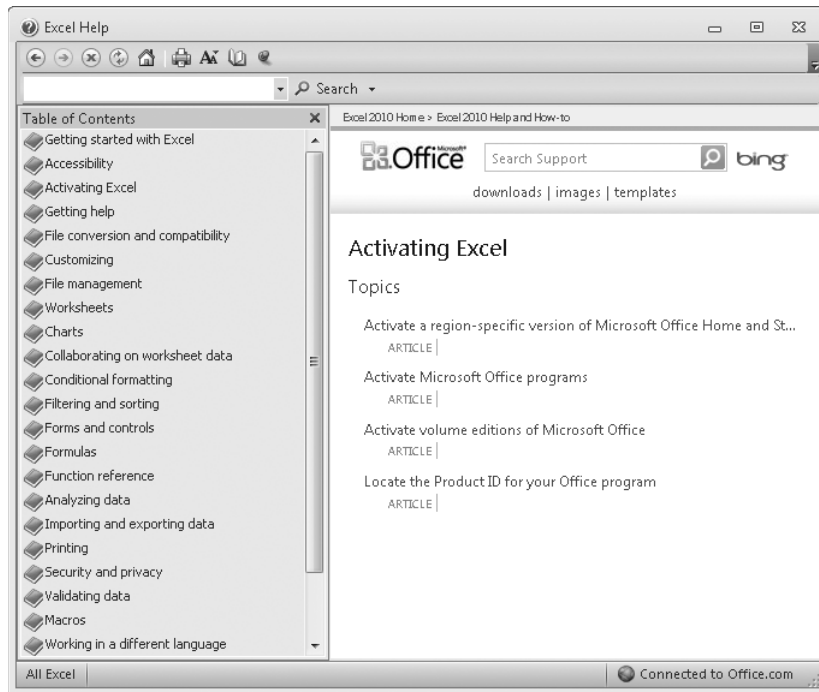 Excel Help
Search
Table of Contents
Getting started with Excel
Accessibility
Activating Excel
Getting help
File conversion and compatibility
Customizing
File management
Worksheets
Charts
Collaborating on worksheet data
Conditional formatting
Filtering and sorting
Forms and controls
Formulas
Function reference
Analyzing data
Importing and exporting data
Printing
Security and privacy
Validating data
Macros
Working in a different language
Excel 2010 Home > Excel 2010 Help and How-to
Microsoft®
Office
Search Support
bing
downloads | images | templates
Activating Excel
Topics
Activate a region-specific version of Microsoft Office Home and St...
ARTICLE |
Activate Microsoft Office programs
ARTICLE |
Activate volume editions of Microsoft Office
ARTICLE |
Locate the Product ID for your Office program
ARTICLE |
All Excel
Connected to Office.com